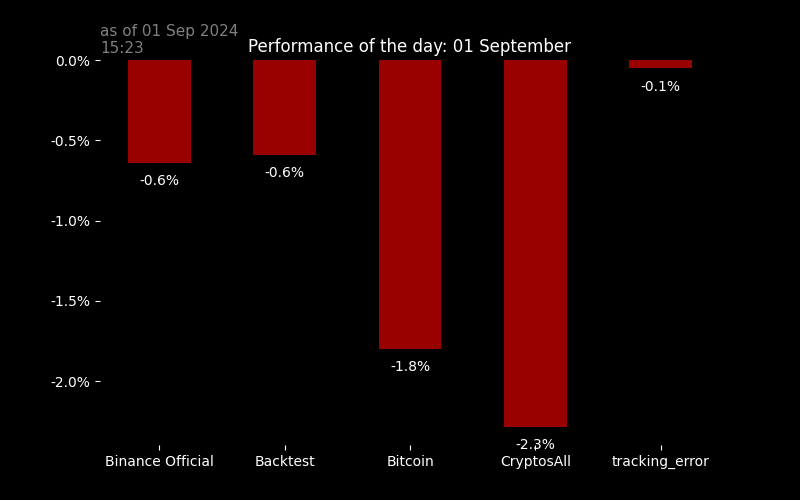 as of 01 Sep 2024
15:23
Performance of the day: 01 September
0.0%
-0.5%
-1.0%
-1.5%
-2.0%
-0.6%
-0.6%
-1.8%
-2.3%
-0.1%
Binance Official
Backtest
Bitcoin
CryptosAll
tracking_error